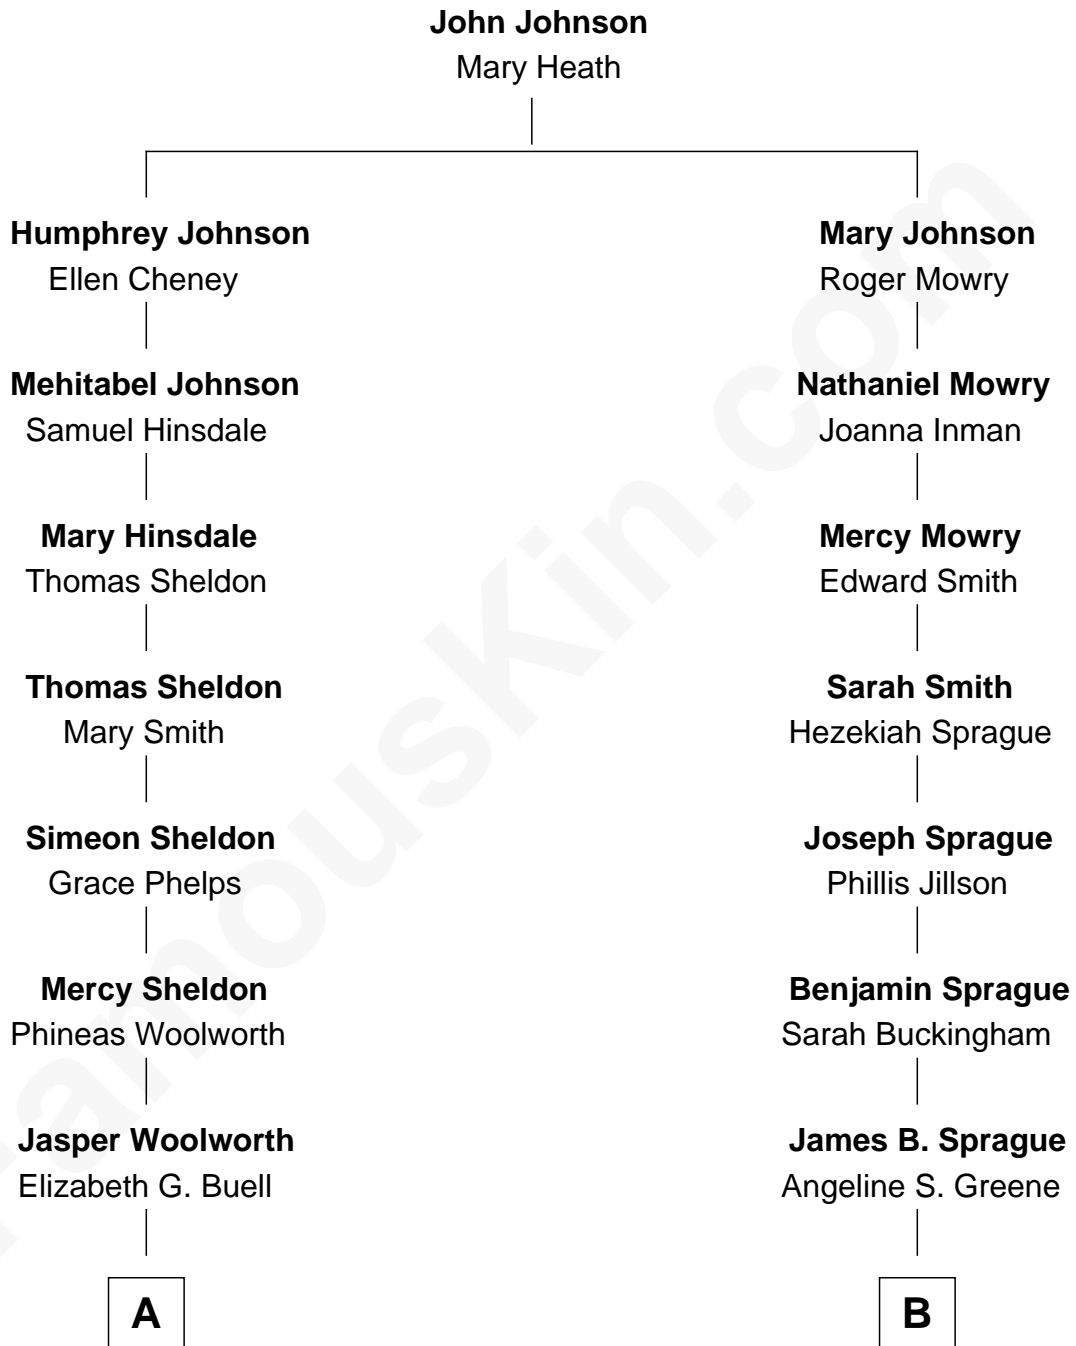 John Johnson
Mary Heath
Humphrey Johnson
Ellen Cheney
Mary Johnson
Roger Mowry
Mehitabel Johnson
Samuel Hinsdale
Nathaniel Mowry
Joanna Inman
Mary Hinsdale
Thomas Sheldon
Mercy Mowry
Edward Smith
Thomas Sheldon
Mary Smith
Sarah Smith
Hezekiah Sprague
Simeon Sheldon
Grace Phelps
Joseph Sprague
Phillis Jillson
Mercy Sheldon
Phineas Woolworth
Benjamin Sprague
Sarah Buckingham
Jasper Woolworth
Elizabeth G. Buell
James B. Sprague
Angeline S. Greene
A
B
FamousKin.com